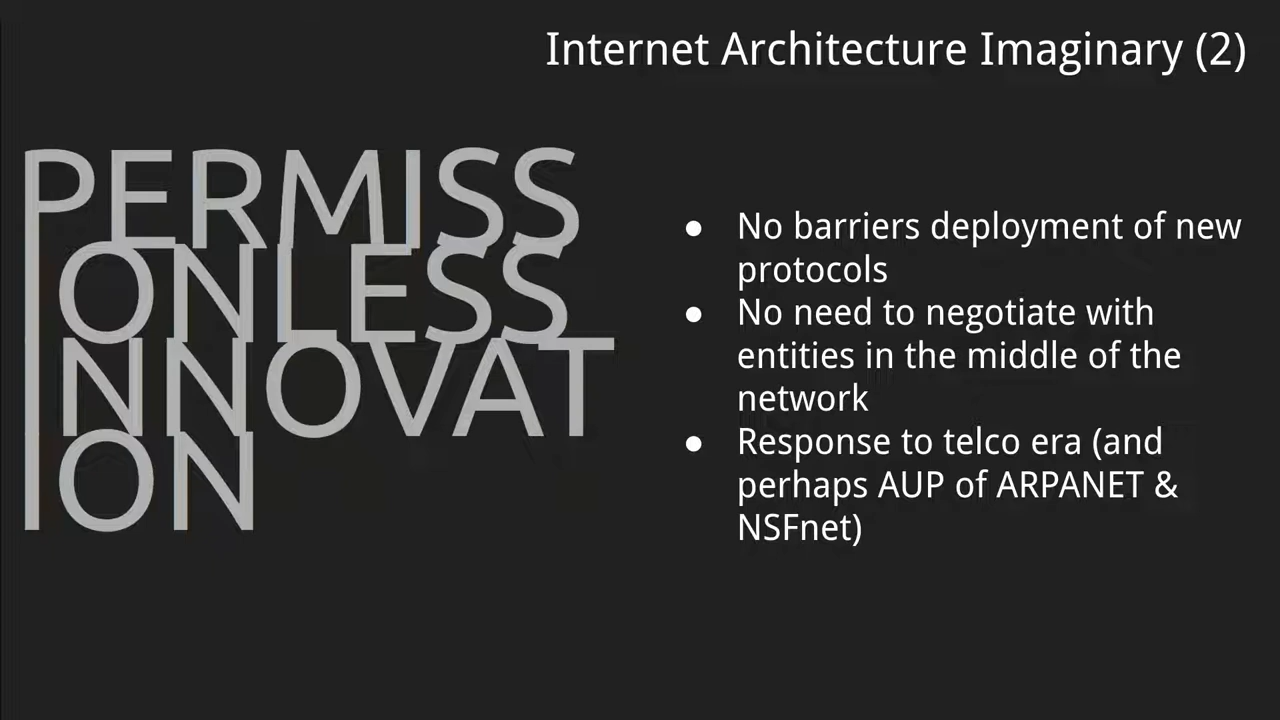 Internet Architecture Imaginary (2)
PERMISS
IONLESS
INNOVAT
ION
● No barriers deployment of new
protocols
● No need to negotiate with
entities in the middle of the
network
● Response to telco era (and
perhaps AUP of ARPANET &
NSFnet)